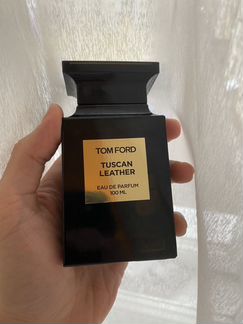 TOM FORD
TUSCAN
LEATHER
EAU DE PARFUM
100 ML